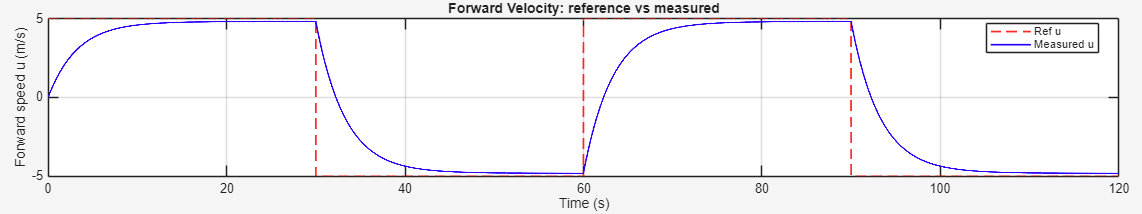 Forward Velocity: reference vs measured
Forward speed u (m/s)
5
0
-5
Ref u
Measured u
0 20 40 60 80 100 120
Time (s)